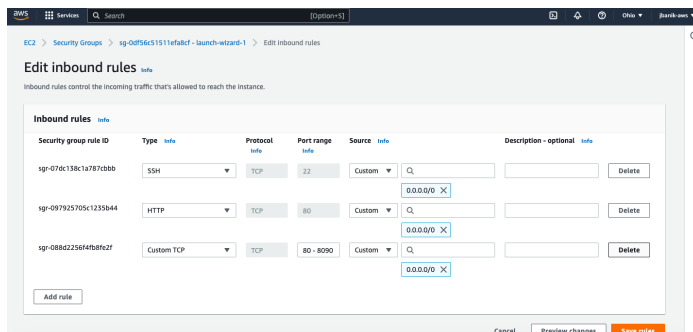 aws Services Search [Option+S] Ohio ▼ jbanik-aws
EC2 > Security Groups > sg-0df56c51511efa8cf - launch-wizard-1 > Edit inbound rules
Edit inbound rules Info
Inbound rules control the incoming traffic that's allowed to reach the instance.
Inbound rules Info
Security group rule ID Type Info Protocol Info Port range Info Source Info Description - optional Info
sgr-07dc138c1a787cbbb SSH TCP 22 Custom Delete
0.0.0.0/0
sgr-097925705c1235b44 HTTP TCP 80 Custom Delete
0.0.0.0/0
sgr-088d2256f4fb8fe2f Custom TCP TCP 80 - 8090 Custom Delete
0.0.0.0/0
Add rule
Cancel Preview changes Save rules